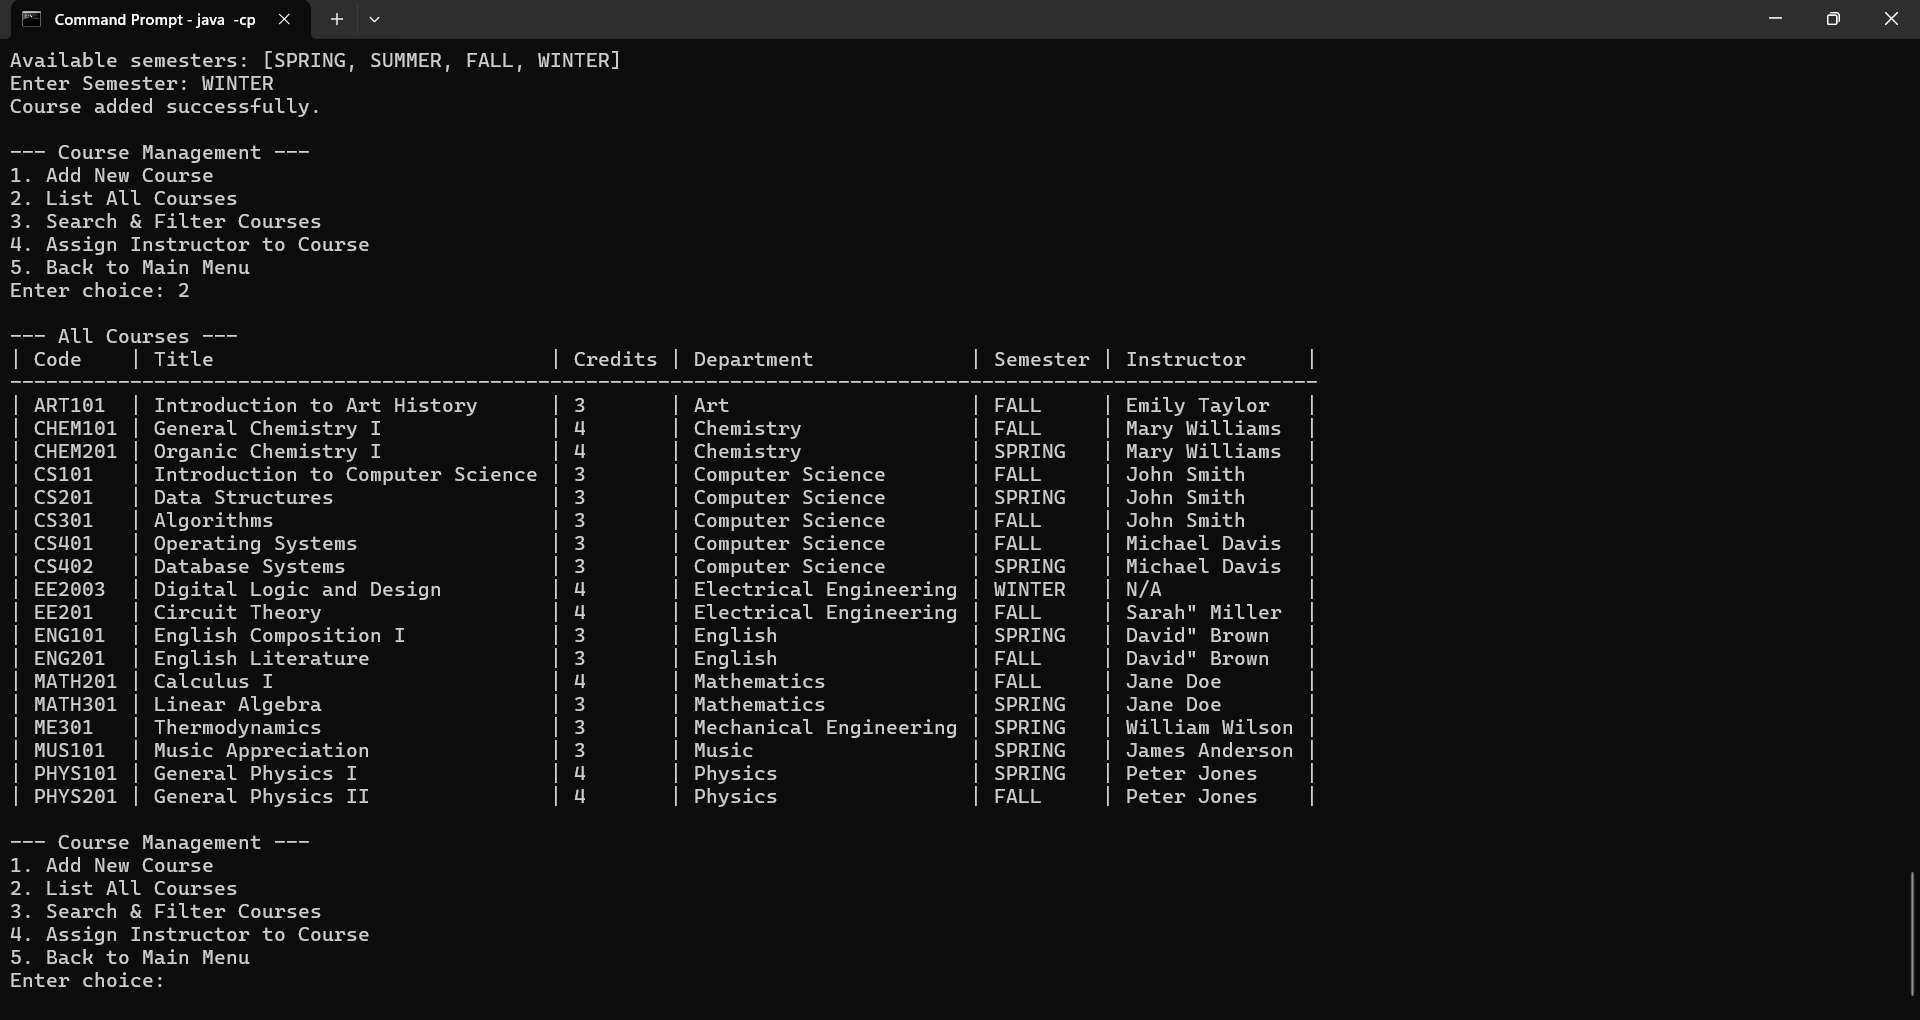 Command Prompt - java -cp
Available semesters: [SPRING, SUMMER, FALL, WINTER]
Enter Semester: WINTER
Course added successfully.
--- Course Management ---
1. Add New Course
2. List All Courses
3. Search & Filter Courses
4. Assign Instructor to Course
5. Back to Main Menu
Enter choice: 2
--- All Courses ---
| Code    | Title                            | Credits | Department             | Semester | Instructor     |
-------------------------------------------------------------------------------------------------------------
| ART101  | Introduction to Art History      | 3       | Art                    | FALL     | Emily Taylor   |
| CHEM101 | General Chemistry I              | 4       | Chemistry              | FALL     | Mary Williams  |
| CHEM201 | Organic Chemistry I              | 4       | Chemistry              | SPRING   | Mary Williams  |
| CS101   | Introduction to Computer Science | 3       | Computer Science       | FALL     | John Smith     |
| CS201   | Data Structures                  | 3       | Computer Science       | SPRING   | John Smith     |
| CS301   | Algorithms                       | 3       | Computer Science       | FALL     | John Smith     |
| CS401   | Operating Systems                | 3       | Computer Science       | FALL     | Michael Davis  |
| CS402   | Database Systems                 | 3       | Computer Science       | SPRING   | Michael Davis  |
| EE2003  | Digital Logic and Design         | 4       | Electrical Engineering | WINTER   | N/A            |
| EE201   | Circuit Theory                   | 4       | Electrical Engineering | FALL     | Sarah" Miller  |
| ENG101  | English Composition I            | 3       | English                | SPRING   | David" Brown   |
| ENG201  | English Literature               | 3       | English                | FALL     | David" Brown   |
| MATH201 | Calculus I                       | 4       | Mathematics            | FALL     | Jane Doe       |
| MATH301 | Linear Algebra                   | 3       | Mathematics            | SPRING   | Jane Doe       |
| ME301   | Thermodynamics                   | 3       | Mechanical Engineering | SPRING   | William Wilson |
| MUS101  | Music Appreciation               | 3       | Music                  | SPRING   | James Anderson |
| PHYS101 | General Physics I                | 4       | Physics                | SPRING   | Peter Jones    |
| PHYS201 | General Physics II               | 4       | Physics                | FALL     | Peter Jones    |
--- Course Management ---
1. Add New Course
2. List All Courses
3. Search & Filter Courses
4. Assign Instructor to Course
5. Back to Main Menu
Enter choice: